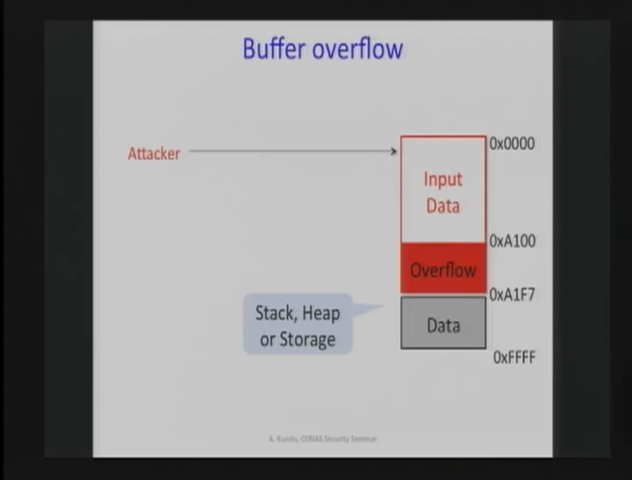 Buffer overflow
Attacker
0x0000
Input
Data
0xA100
Overflow
0xA1F7
Stack, Heap
or Storage
Data
0xFFFF
A. Kundu, CERIAS Security Seminar